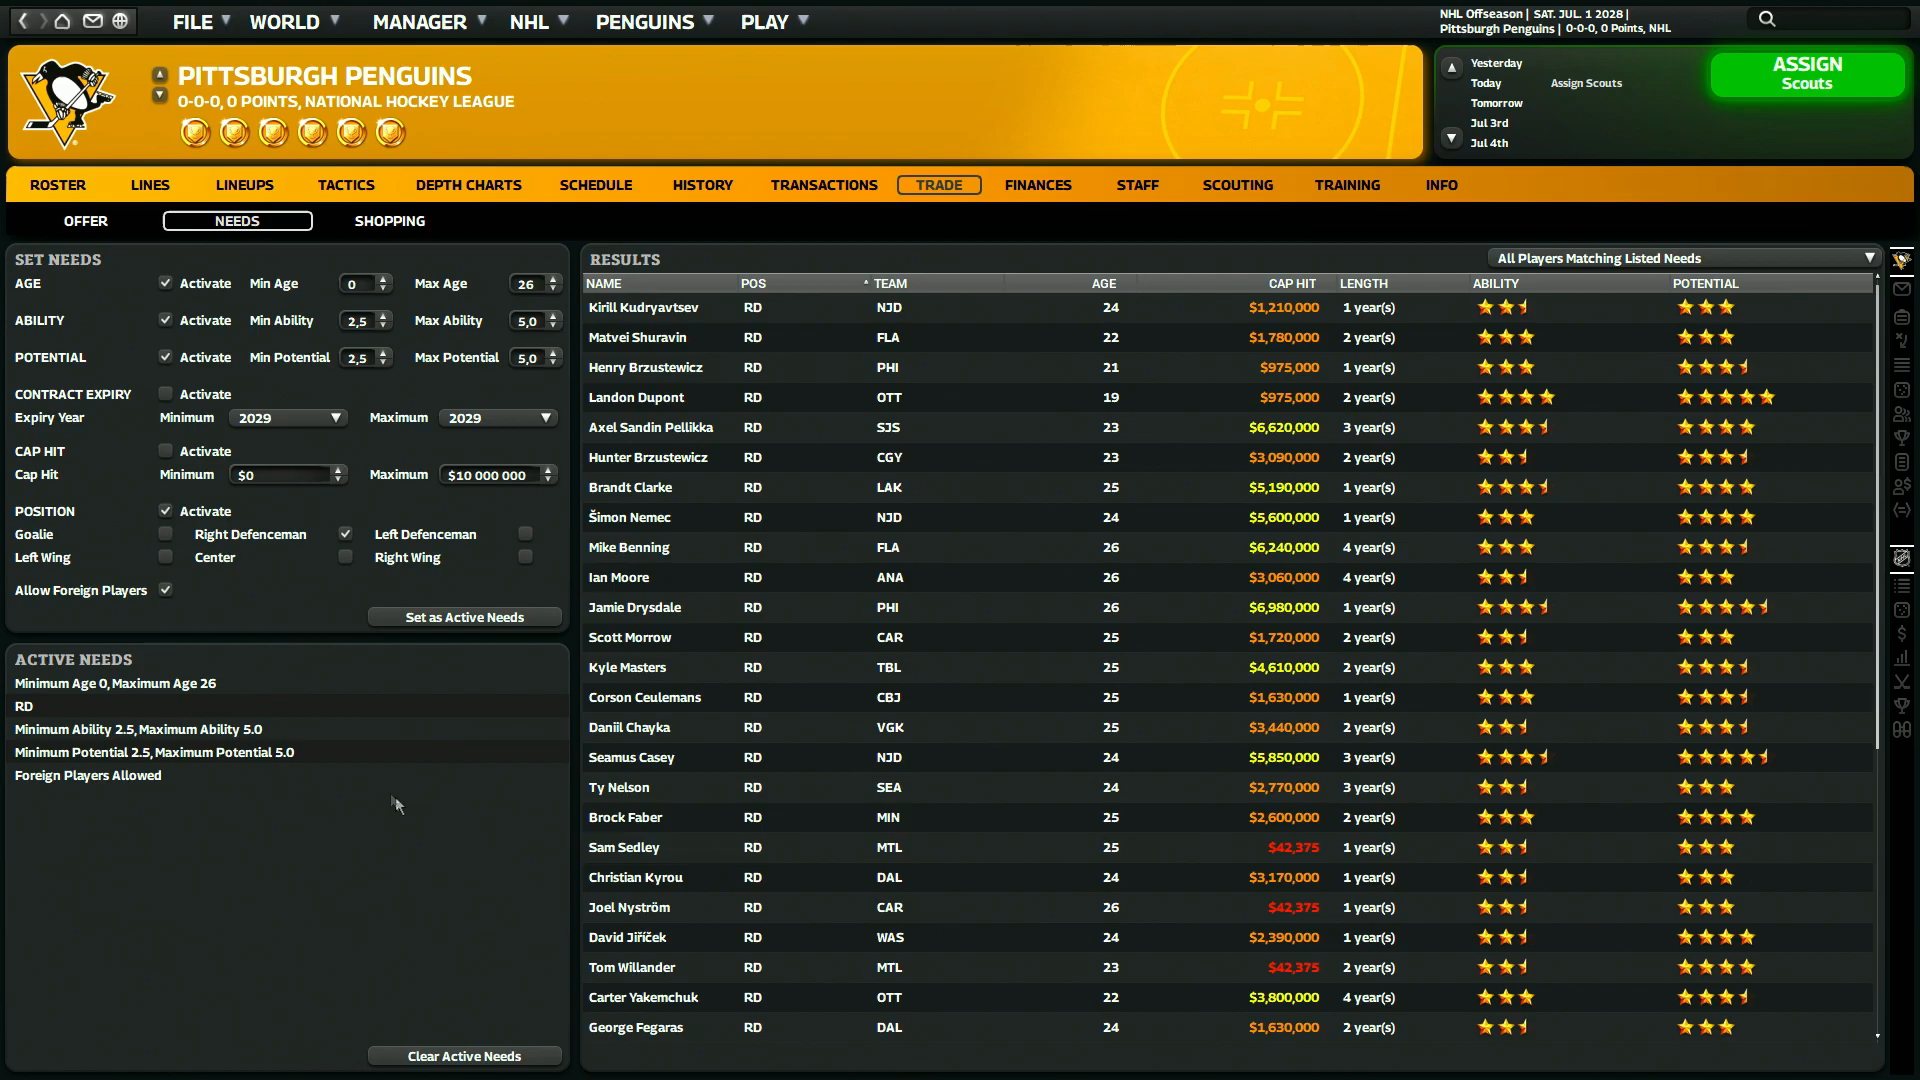 FILE WORLD MANAGER NHL PENGUINS PLAY
NHL Offseason | SAT. JUL. 1 2028 |
Pittsburgh Penguins | 0-0-0, 0 Points, NHL
PITTSBURGH PENGUINS
0-0-0, 0 POINTS, NATIONAL HOCKEY LEAGUE
Yesterday
Today Assign Scouts
Tomorrow
Jul 3rd
Jul 4th
ASSIGN
Scouts
ROSTER LINES LINEUPS TACTICS DEPTH CHARTS SCHEDULE HISTORY TRANSACTIONS TRADE FINANCES STAFF SCOUTING TRAINING INFO
OFFER NEEDS SHOPPING
SET NEEDS
AGE Activate Min Age 0 Max Age 26
ABILITY Activate Min Ability 2,5 Max Ability 5,0
POTENTIAL Activate Min Potential 2,5 Max Potential 5,0
CONTRACT EXPIRY Activate
Expiry Year Minimum 2029 Maximum 2029
CAP HIT Activate
Cap Hit Minimum $0 Maximum $10 000 000
POSITION Activate
Goalie Right Defenceman Left Defenceman
Left Wing Center Right Wing
Allow Foreign Players
Set as Active Needs
ACTIVE NEEDS
Minimum Age 0, Maximum Age 26
RD
Minimum Ability 2.5, Maximum Ability 5.0
Minimum Potential 2.5, Maximum Potential 5.0
Foreign Players Allowed
Clear Active Needs
RESULTS All Players Matching Listed Needs
NAME POS TEAM AGE CAP HIT LENGTH ABILITY POTENTIAL
Kirill Kudryavtsev RD NJD 24 $1,210,000 1 year(s)
Matvei Shuravin RD FLA 22 $1,780,000 2 year(s)
Henry Brzustewicz RD PHI 21 $975,000 1 year(s)
Landon Dupont RD OTT 19 $975,000 2 year(s)
Axel Sandin Pellikka RD SJS 23 $6,620,000 3 year(s)
Hunter Brzustewicz RD CGY 23 $3,090,000 2 year(s)
Brandt Clarke RD LAK 25 $5,190,000 1 year(s)
Šimon Nemec RD NJD 24 $5,600,000 1 year(s)
Mike Benning RD FLA 26 $6,240,000 4 year(s)
Ian Moore RD ANA 26 $3,060,000 4 year(s)
Jamie Drysdale RD PHI 26 $6,980,000 1 year(s)
Scott Morrow RD CAR 25 $1,720,000 2 year(s)
Kyle Masters RD TBL 25 $4,610,000 2 year(s)
Corson Ceulemans RD CBJ 25 $1,630,000 1 year(s)
Daniil Chayka RD VGK 25 $3,440,000 2 year(s)
Seamus Casey RD NJD 24 $5,850,000 3 year(s)
Ty Nelson RD SEA 24 $2,770,000 3 year(s)
Brock Faber RD MIN 25 $2,600,000 2 year(s)
Sam Sedley RD MTL 25 $42,375 1 year(s)
Christian Kyrou RD DAL 24 $3,170,000 1 year(s)
Joel Nyström RD CAR 26 $42,375 1 year(s)
David Jiříček RD WAS 24 $2,390,000 1 year(s)
Tom Willander RD MTL 23 $42,375 2 year(s)
Carter Yakemchuk RD OTT 22 $3,800,000 4 year(s)
George Fegaras RD DAL 24 $1,630,000 2 year(s)